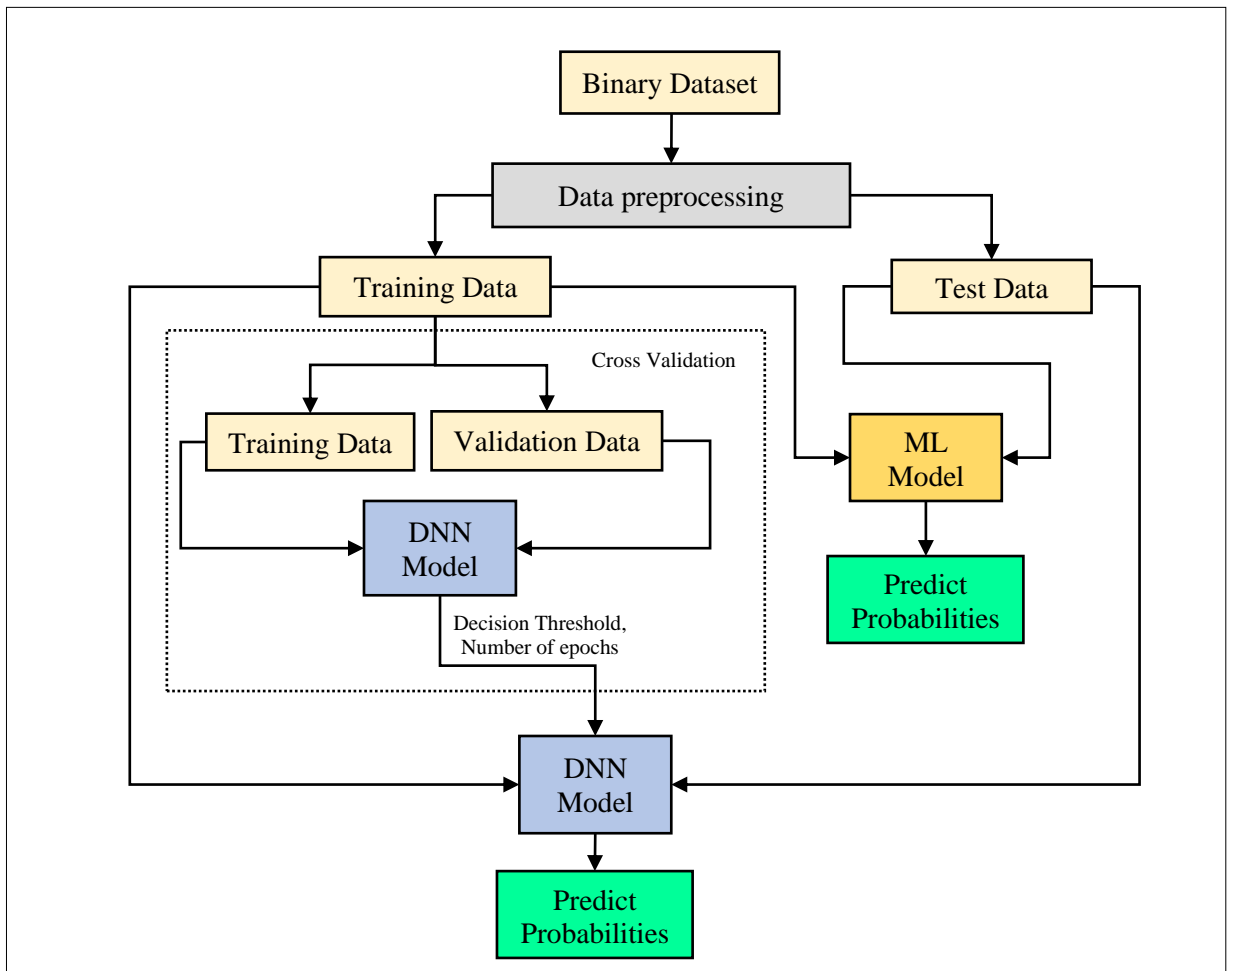 Binary Dataset
Data preprocessing
Training Data
Test Data
Cross Validation
Training Data
Validation Data
ML
Model
DNN
Model
Predict
Probabilities
Decision Threshold,
Number of epochs
DNN
Model
Predict
Probabilities